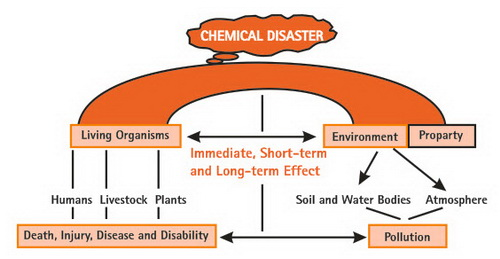 CHEMICAL DISASTER
Living Organisms
Environment
Proparty
Immediate, Short-term
and Long-term Effect
Humans
Livestock
Plants
Soil and Water Bodies
Atmosphere
Death, Injury, Disease and Disability
Pollution